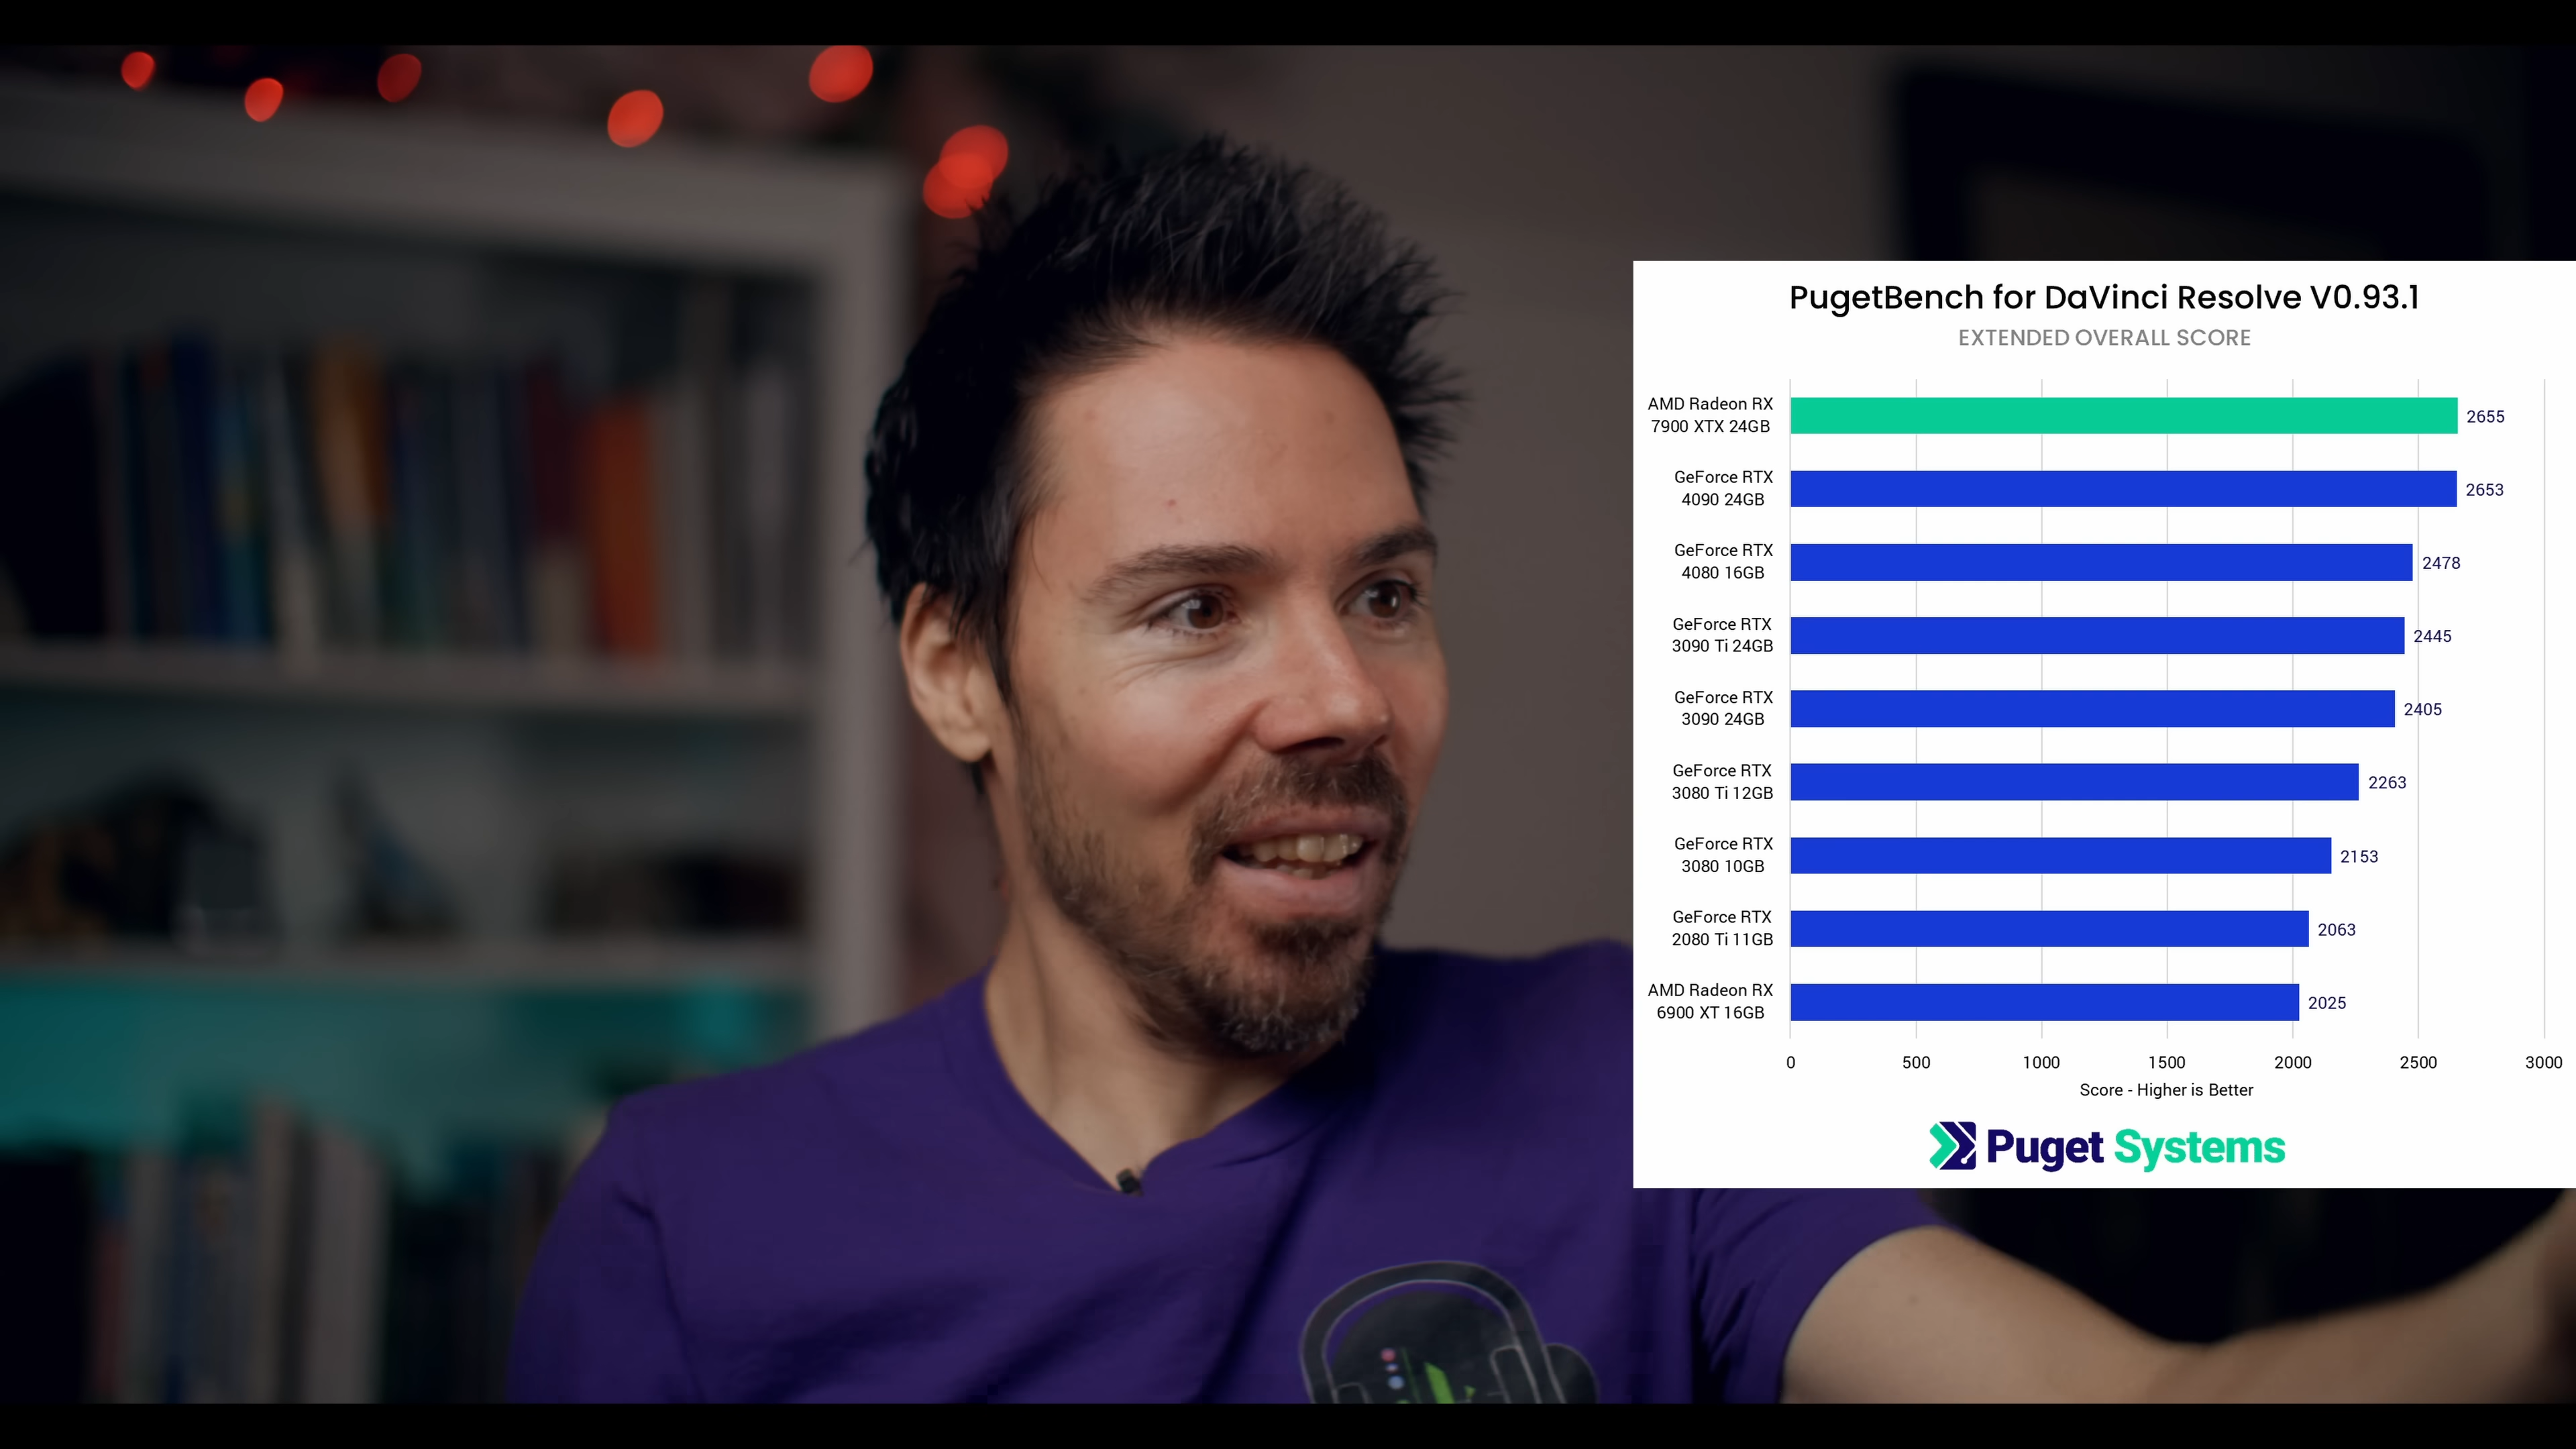 PugetBench for DaVinci Resolve V0.93.1
EXTENDED OVERALL SCORE
AMD Radeon RX
7900 XTX 24GB
2655
GeForce RTX
4090 24GB
2653
GeForce RTX
4080 16GB
2478
GeForce RTX
3090 Ti 24GB
2445
GeForce RTX
3090 24GB
2405
GeForce RTX
3080 Ti 12GB
2263
GeForce RTX
3080 10GB
2153
GeForce RTX
2080 Ti 11GB
2063
AMD Radeon RX
6900 XT 16GB
2025
0 500 1000 1500 2000 2500 3000
Score - Higher is Better
Puget Systems